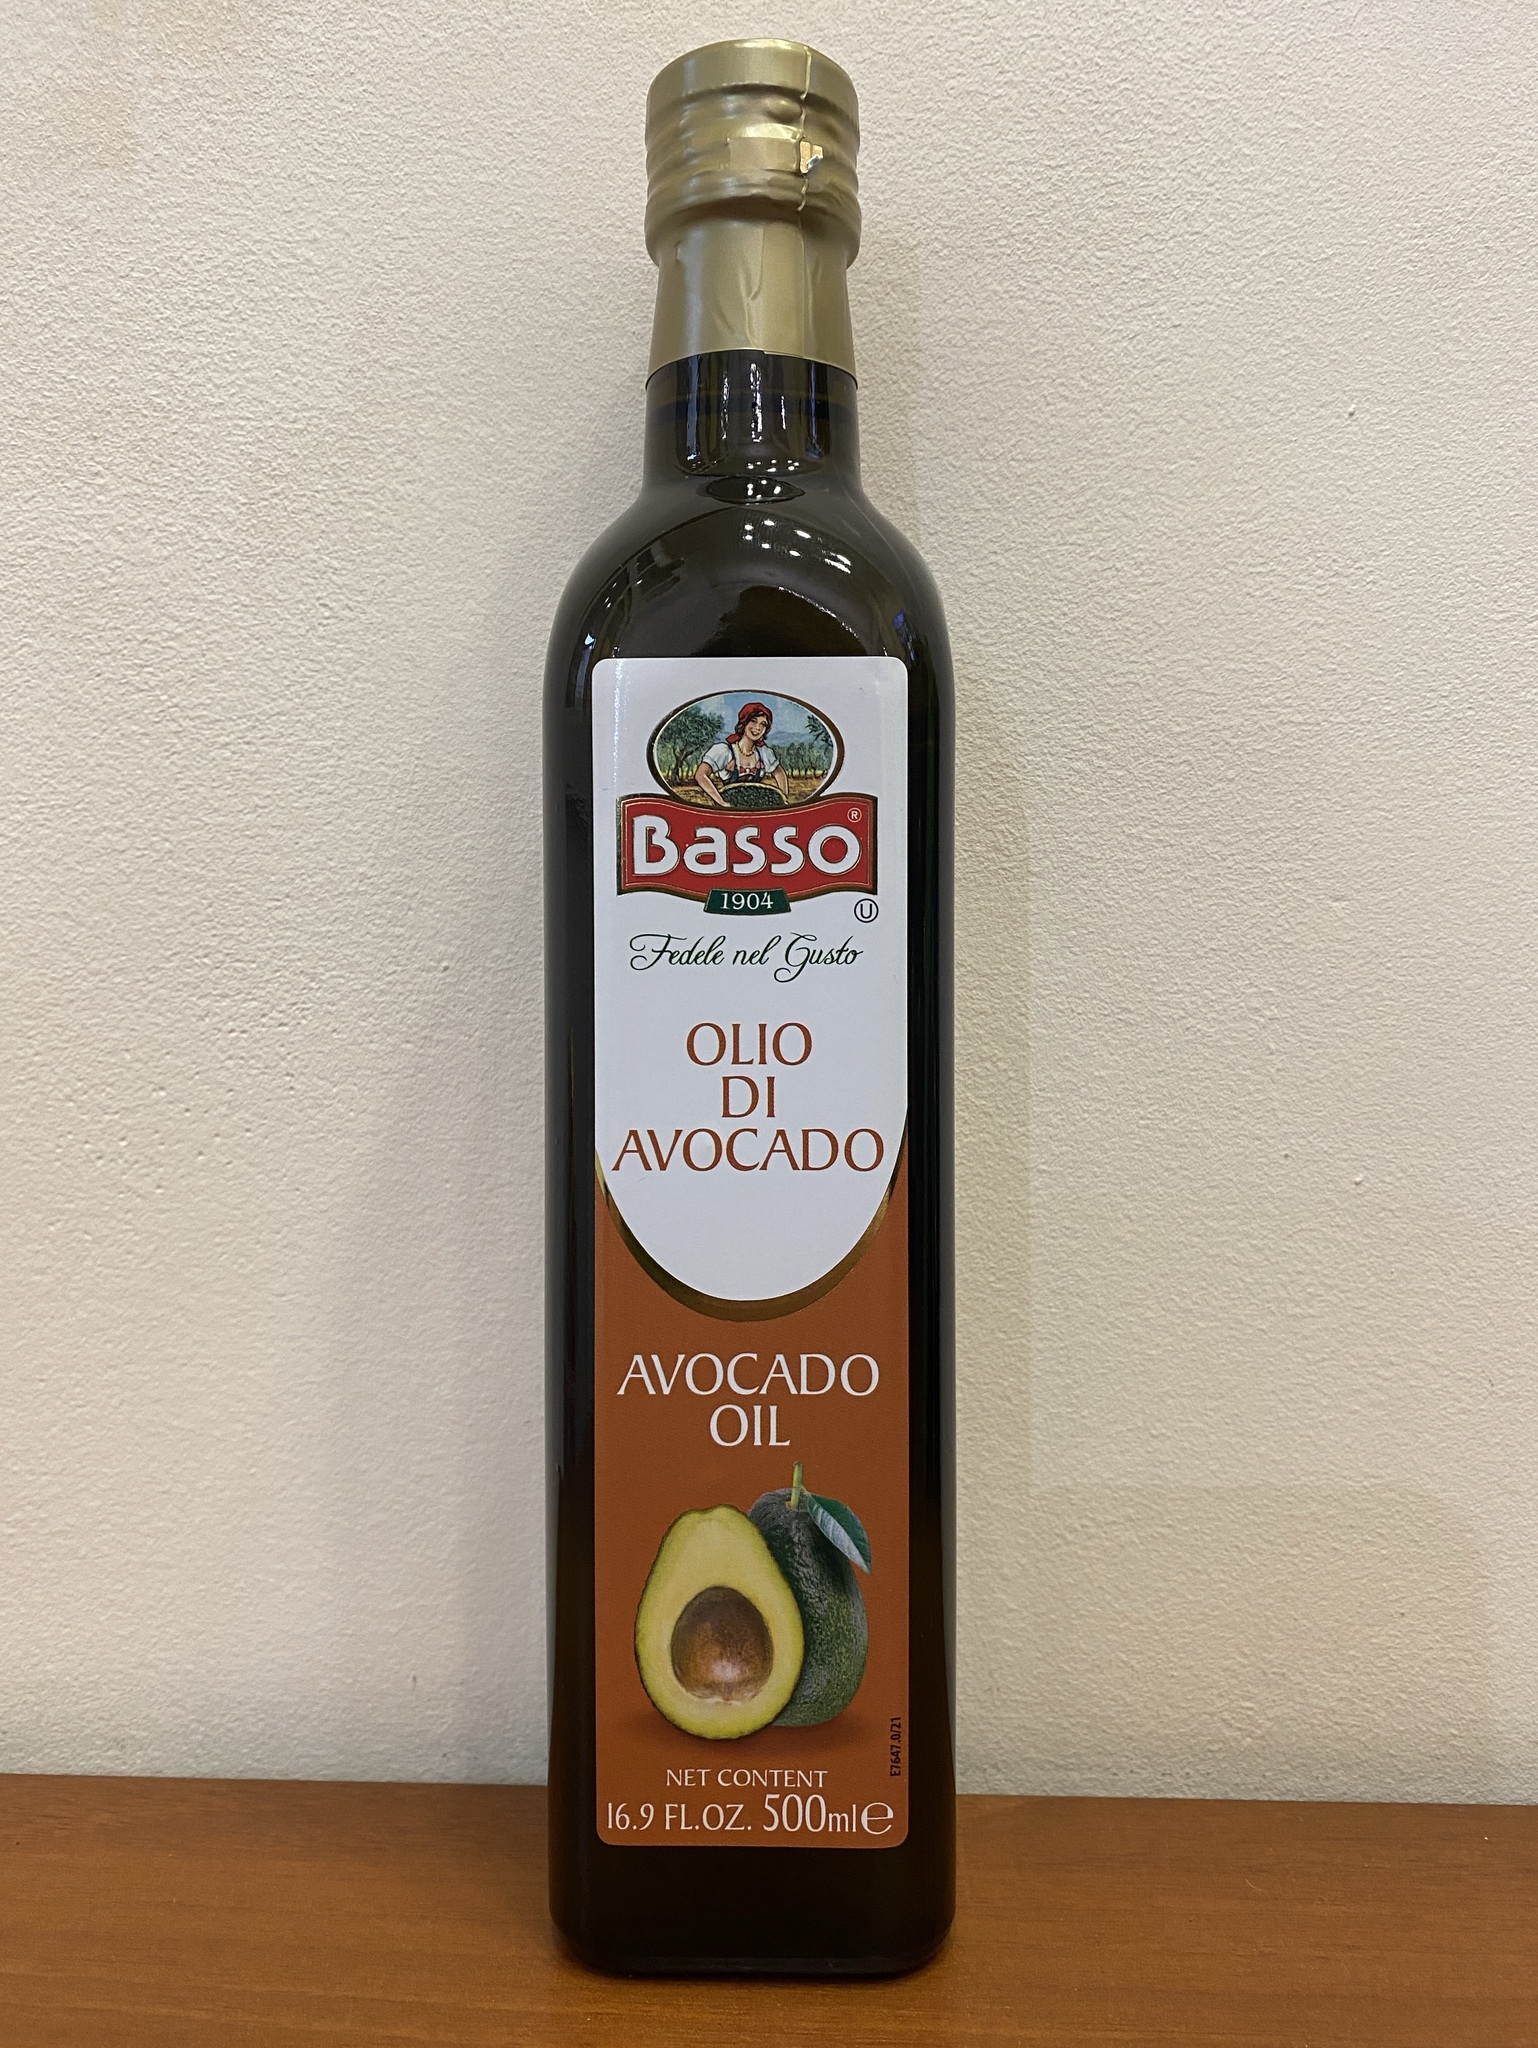 Basso®
1904
U
Fedele nel Gusto
OLIO
DI
AVOCADO
AVOCADO
OIL
E7647.0/21
NET CONTENT
16.9 FL.OZ. 500ml℮